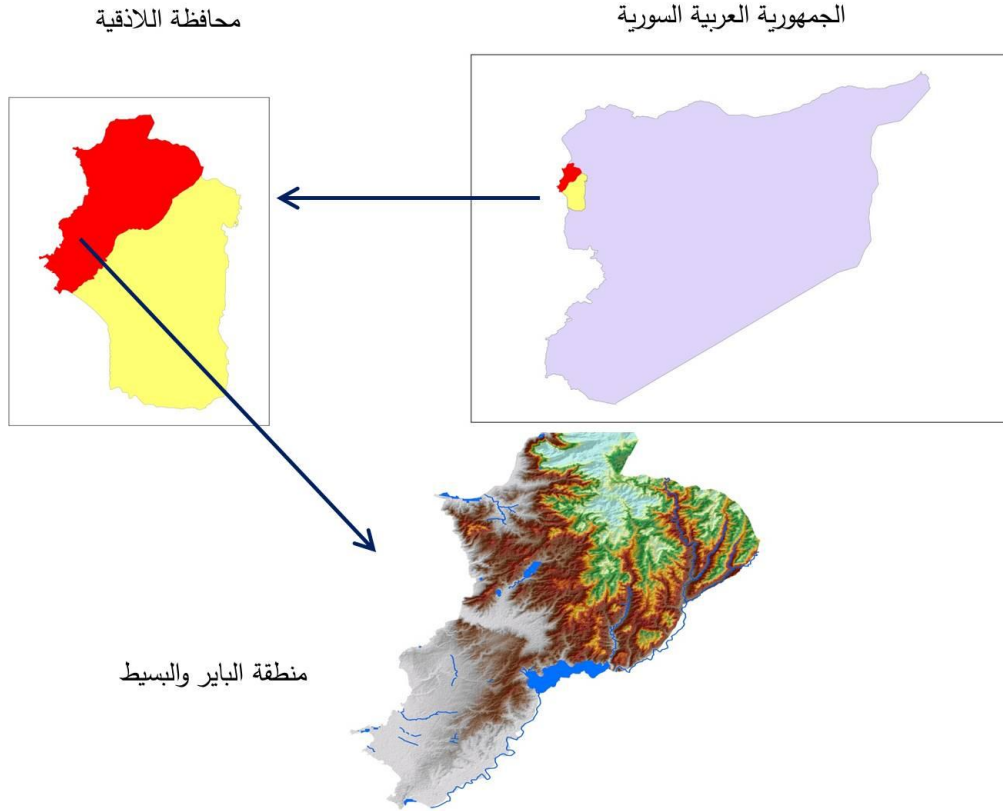 الجمهورية العربية السورية
محافظة اللاذقية
منطقة الباير والبسيط